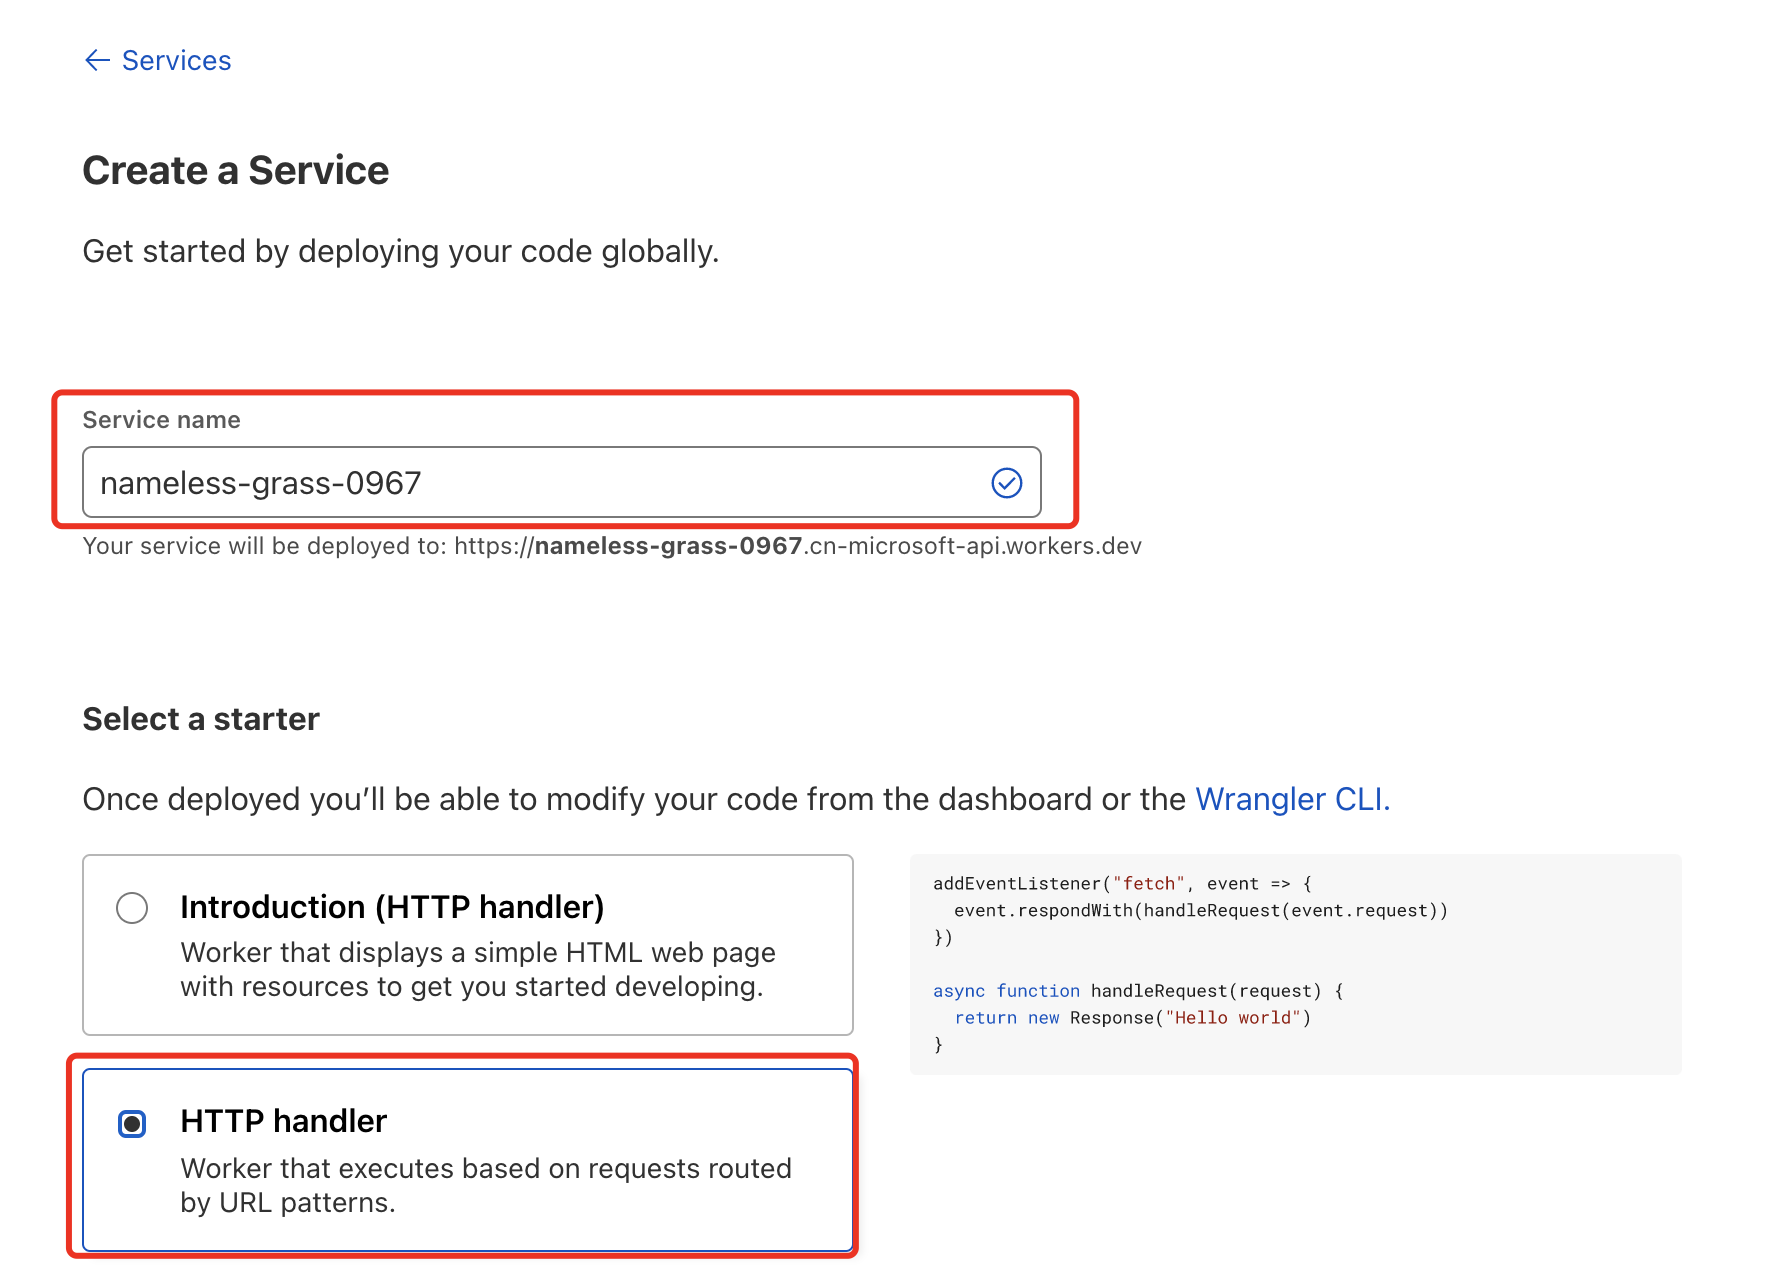 ← Services
Create a Service
Get started by deploying your code globally.
Service name
nameless-grass-0967
Your service will be deployed to: https://nameless-grass-0967.cn-microsoft-api.workers.dev
Select a starter
Once deployed you’ll be able to modify your code from the dashboard or the Wrangler CLI.
Introduction (HTTP handler)
Worker that displays a simple HTML web page
with resources to get you started developing.
HTTP handler
Worker that executes based on requests routed
by URL patterns.
addEventListener("fetch", event => {
  event.respondWith(handleRequest(event.request))
})
async function handleRequest(request) {
  return new Response("Hello world")
}